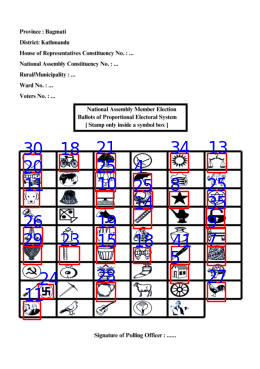 Province : Bagmati
District: Kathmandu
House of Representatives Constituency No. : ...
National Assembly Constituency No. : ...
Rural/Municipality : ...
Ward No. : ...
Voters No. : ...
National Assembly Member Election
Ballots of Proportional Electoral System
[ Stamp only inside a symbol box ]
30 18 21 34 13
20 25 4
11 10 25 8 25
14 35
26 19
29 23 15 18 41 7
5
24 28 27
11
Signature of Polling Officer : ......